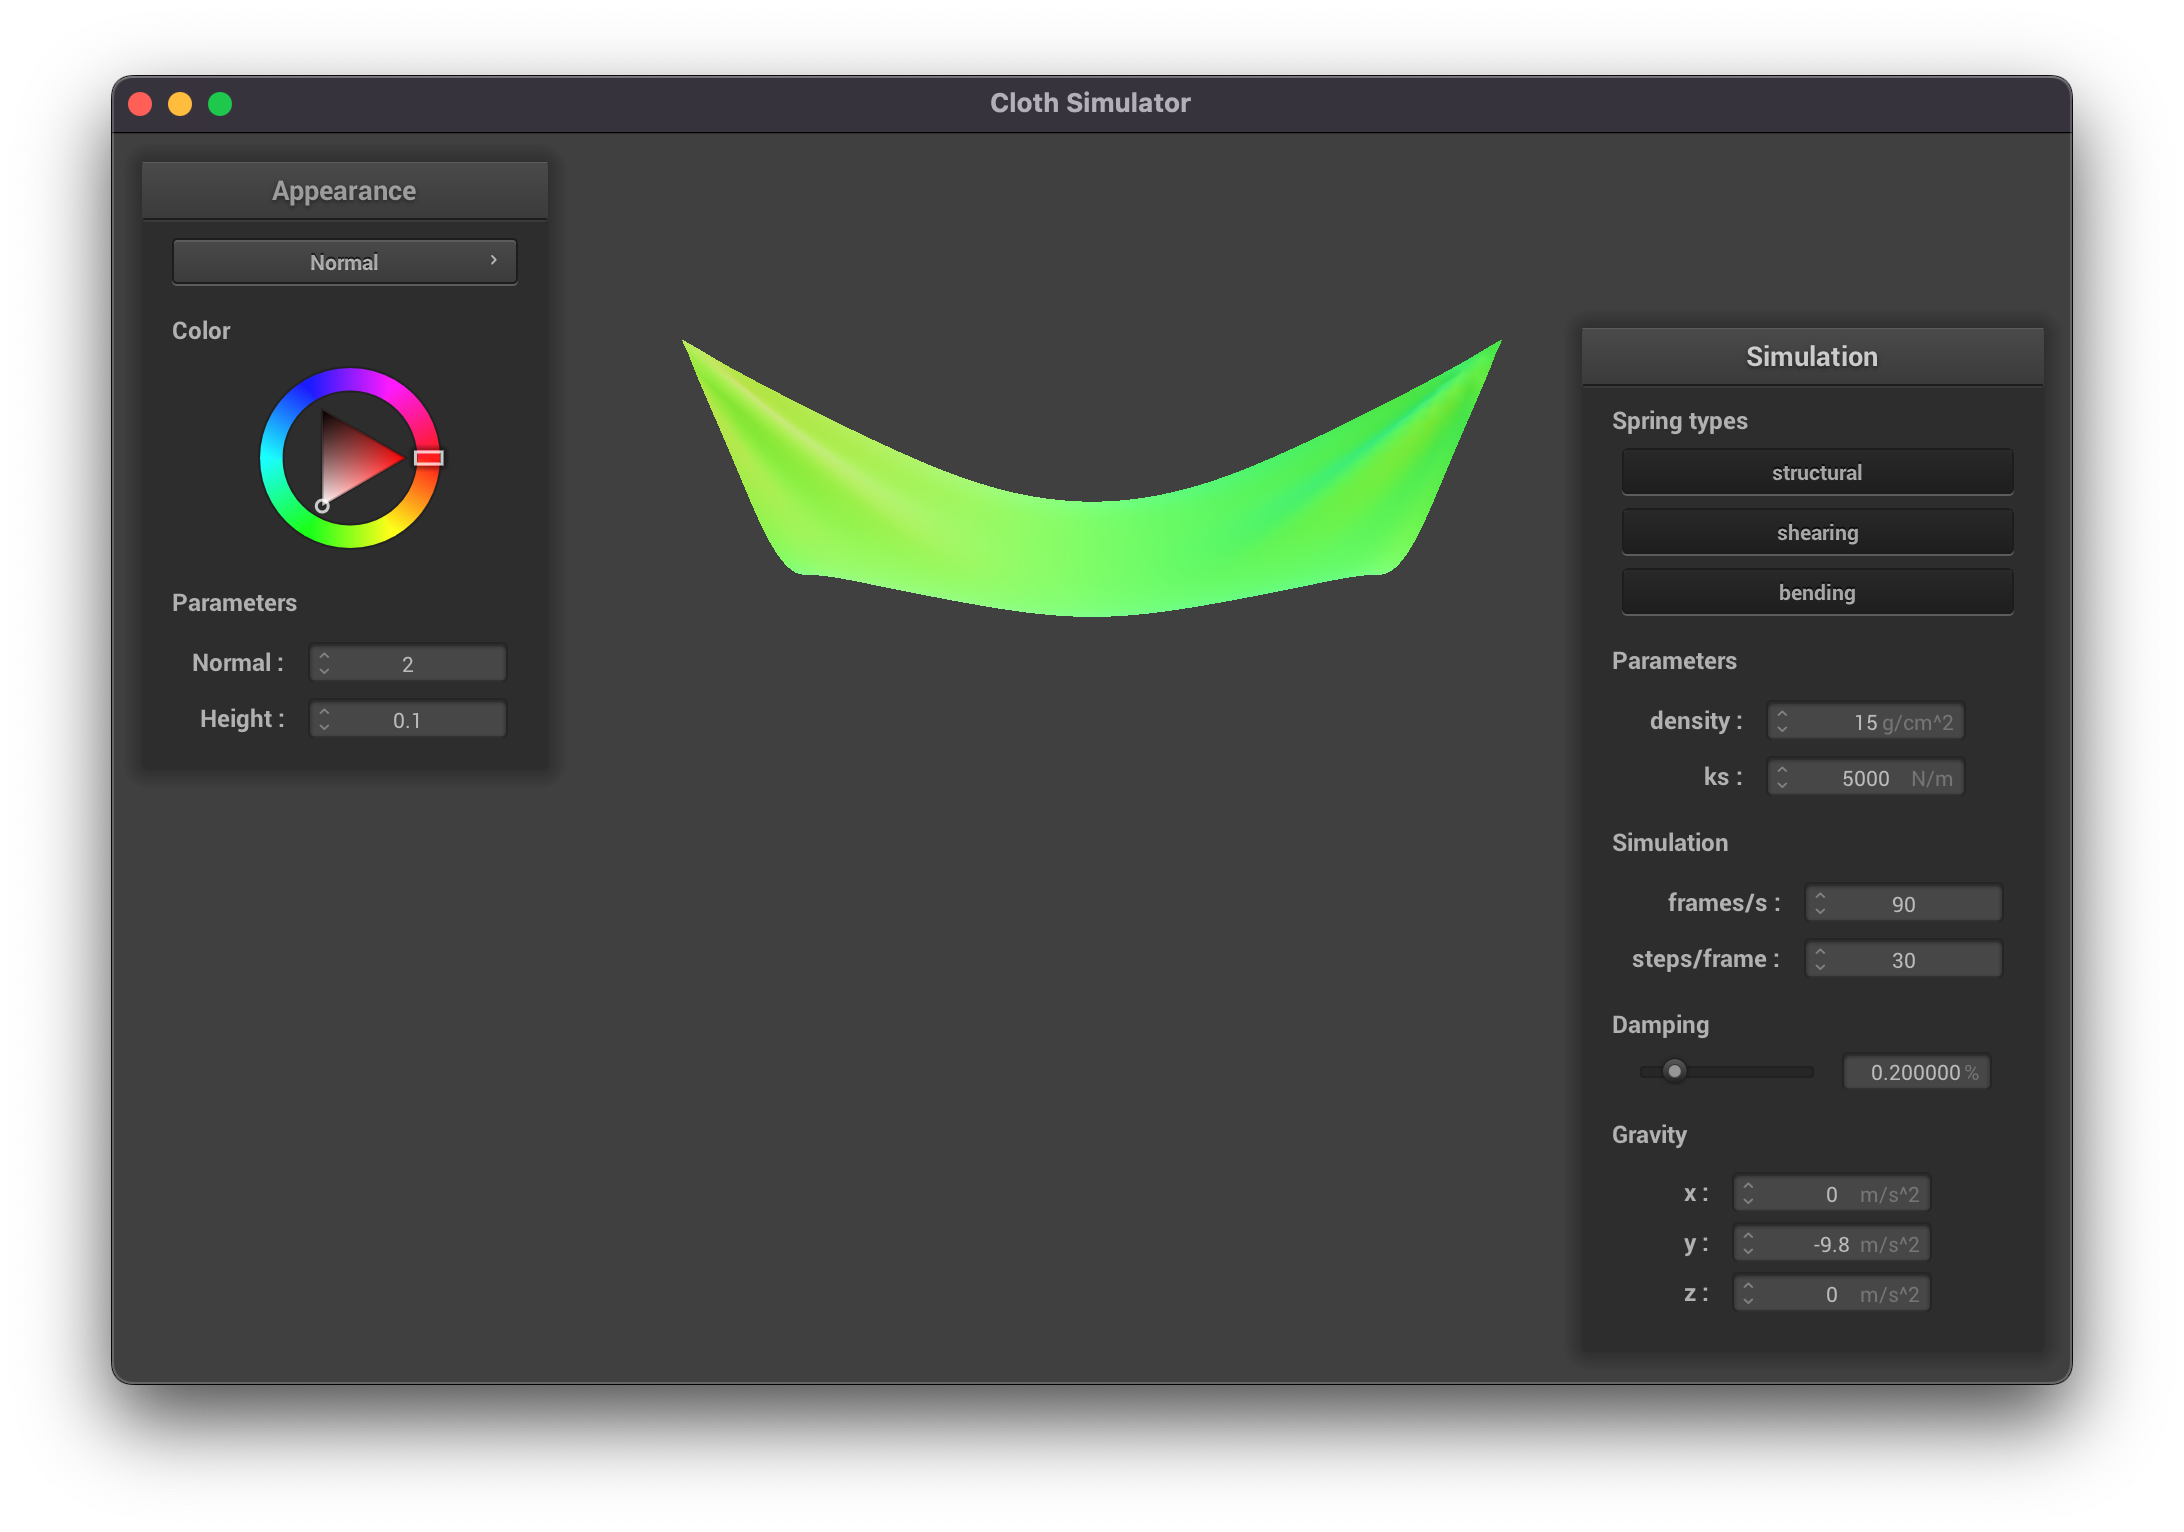 Cloth Simulator
Appearance
Normal
Color
Parameters
Normal : 2
Height : 0.1
Simulation
Spring types
structural
shearing
bending
Parameters
density : 15 g/cm^2
ks : 5000 N/m
Simulation
frames/s : 90
steps/frame : 30
Damping
0.200000 %
Gravity
x : 0 m/s^2
y : -9.8 m/s^2
z : 0 m/s^2